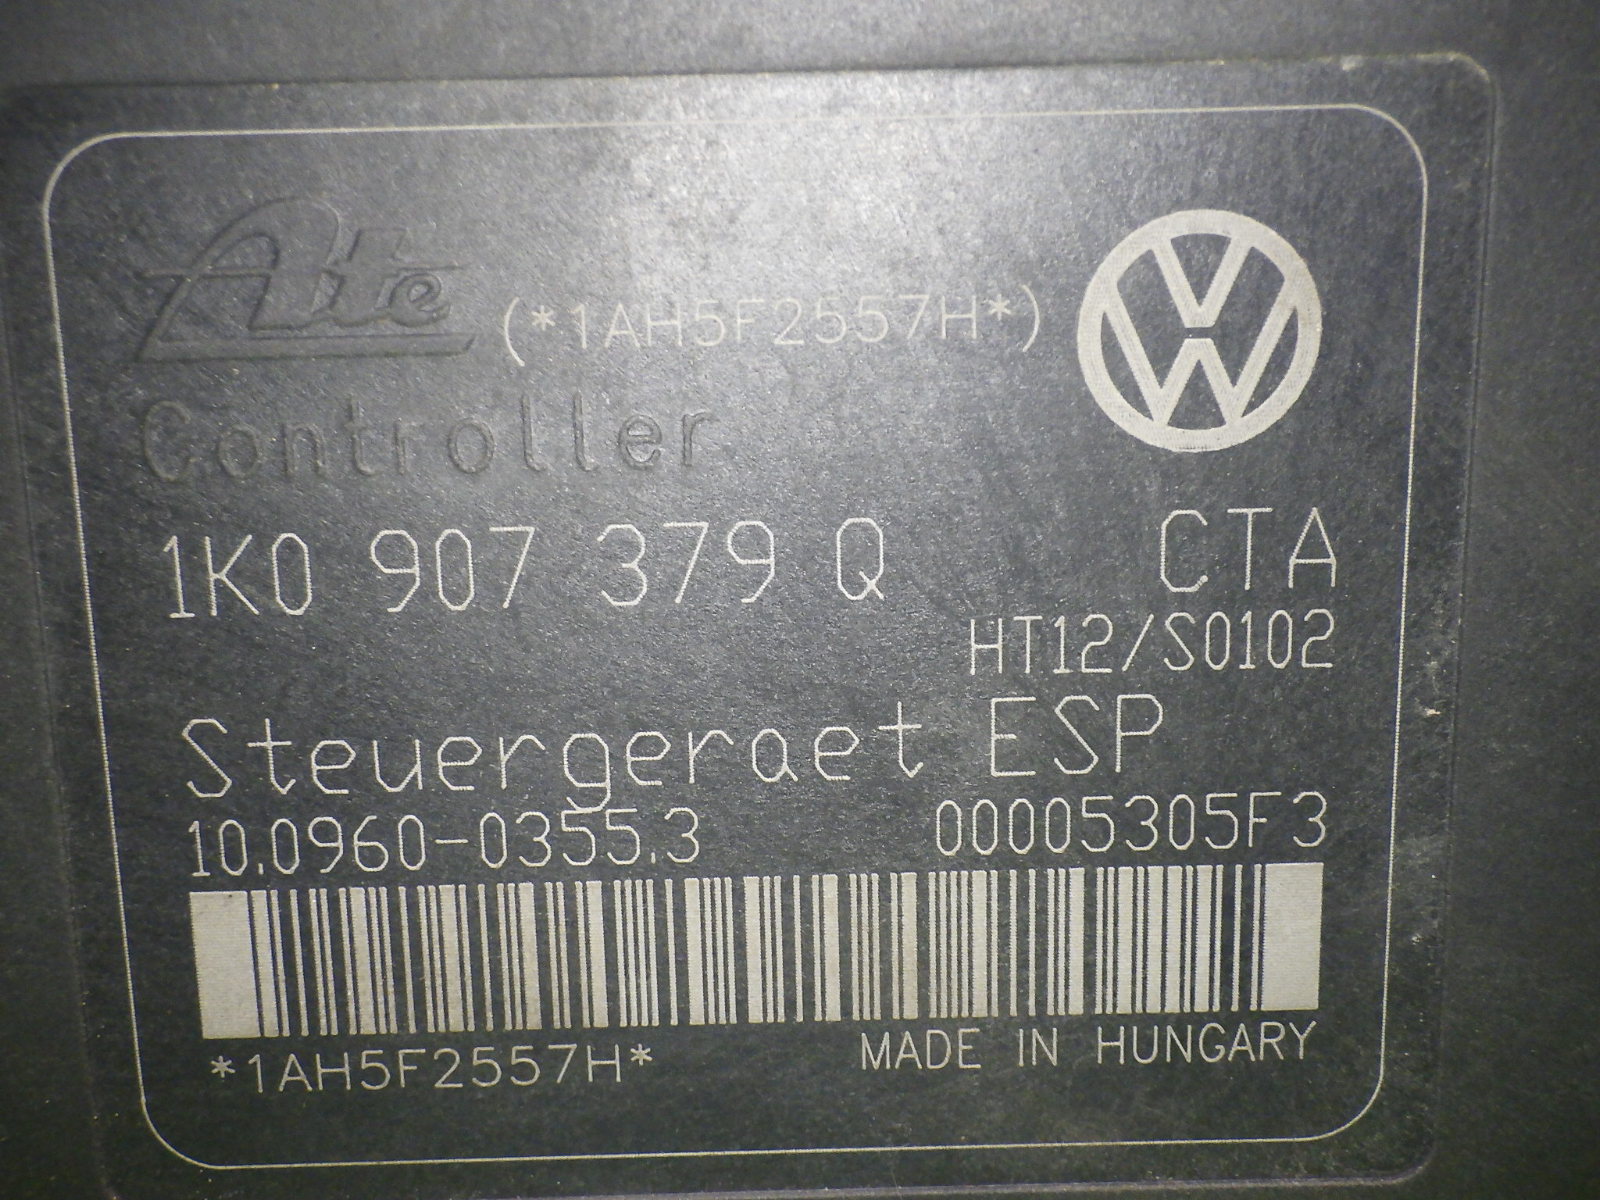 Ate (*1AH5F2557H*)
Controller
1K0 907 379 Q CTA
HT12/S0102
Steuergeraet ESP
10.0960-0355.3 00005305F3
*1AH5F2557H* MADE IN HUNGARY